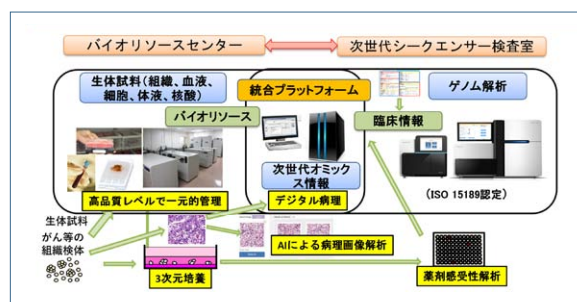 バイオリソースセンター
次世代シークエンサー検査室
生体試料(組織、血液、
細胞、体液、核酸)
統合プラットフォーム
ゲノム解析
バイオリソース
臨床情報
次世代オミック
ス情報
(ISO 15189認定)
高品質レベルで一元的管理
デジタル病理
生体試料
がん等の
組織検体
AIによる病理画像解析
3次元培養
薬剤感受性解析